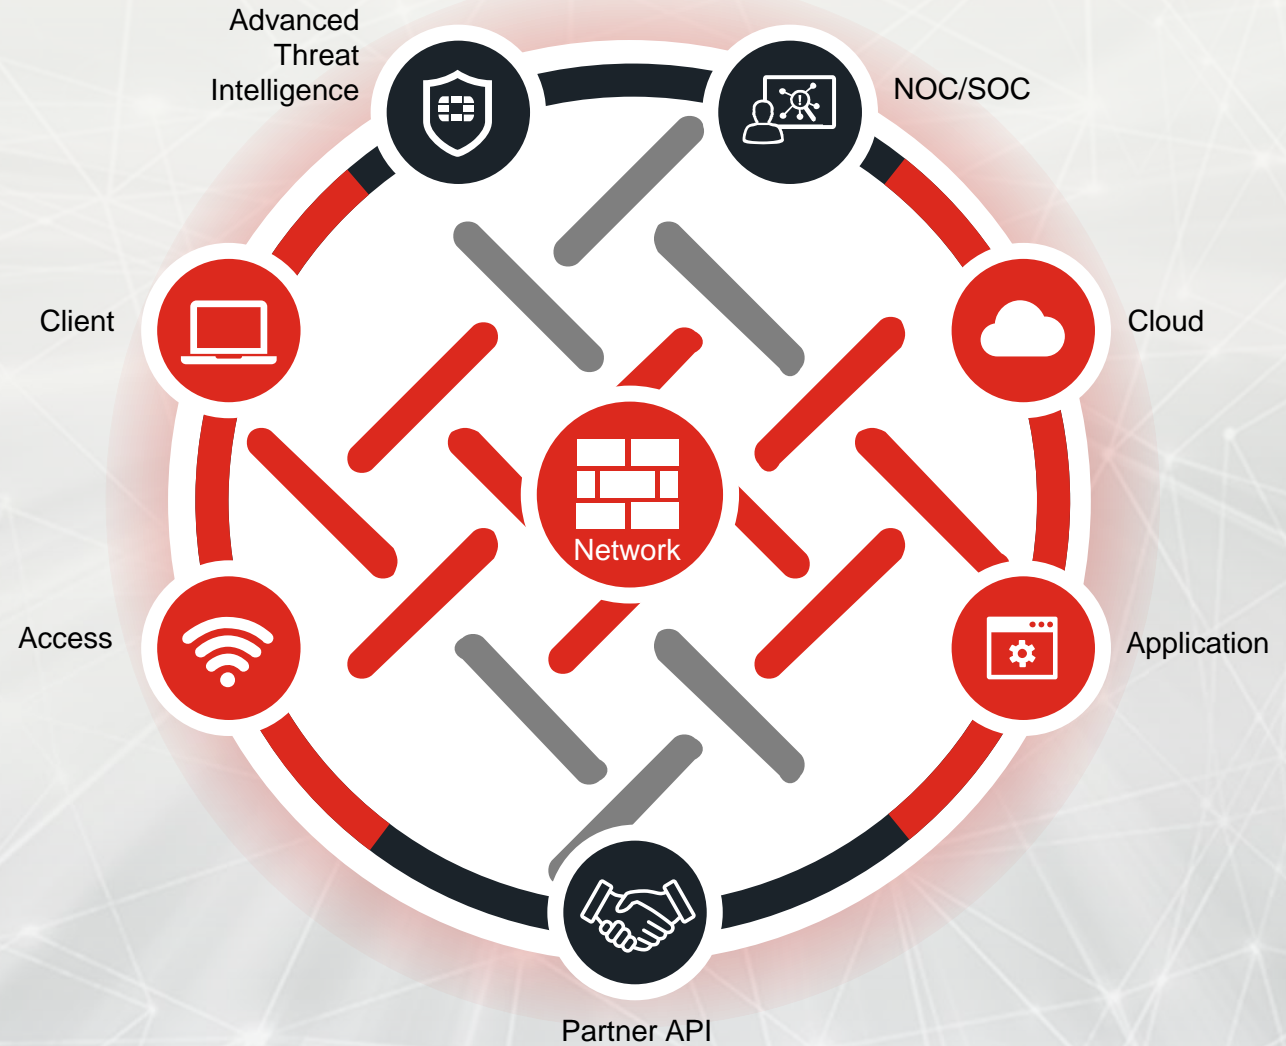 Advanced
Threat
Intelligence
NOC/SOC
Client
Cloud
Network
Access
Application
Partner API